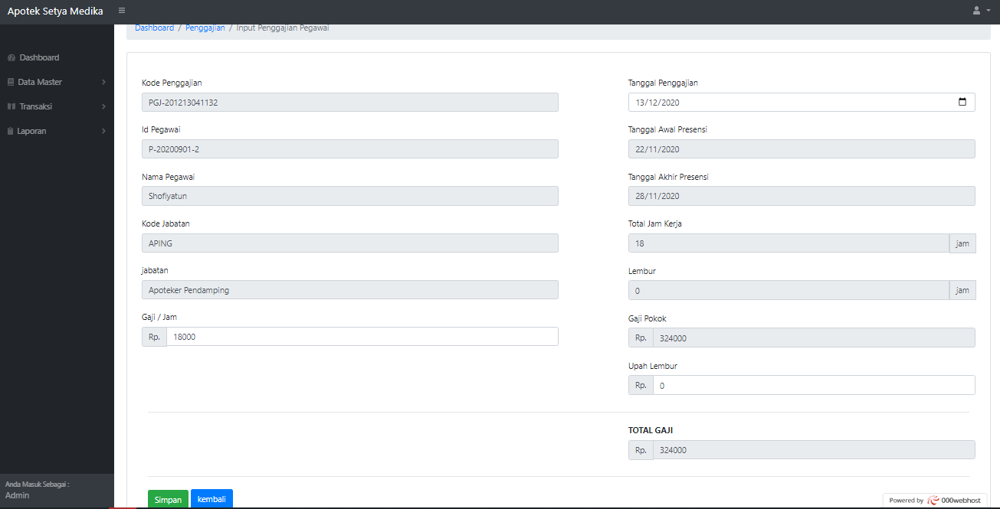 Apotek Setya Medika
Dashboard / Penggajian / Input Penggajian Pegawai
Dashboard
Data Master
Transaksi
Laporan
Anda Masuk Sebagai :
Admin
Kode Penggajian
PGJ-201213041132
Id Pegawai
P-20200901-2
Nama Pegawai
Shofiyatun
Kode Jabatan
APING
jabatan
Apoteker Pendamping
Gaji / Jam
Rp. 18000
Tanggal Penggajian
13/12/2020
Tanggal Awal Presensi
22/11/2020
Tanggal Akhir Presensi
28/11/2020
Total Jam Kerja
18 jam
Lembur
0 jam
Gaji Pokok
Rp. 324000
Upah Lembur
Rp. 0
TOTAL GAJI
Rp. 324000
Simpan kembali
Powered by 000webhost